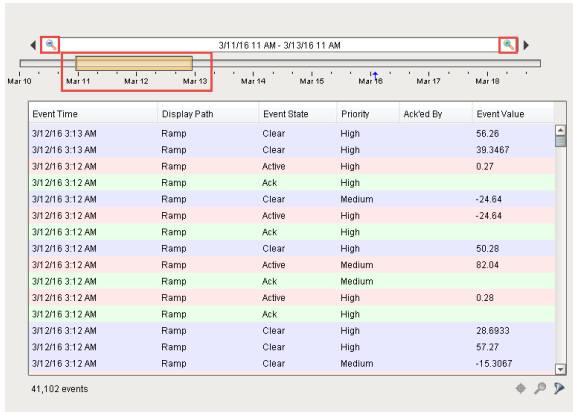 3/11/16 11 AM - 3/13/16 11 AM
Mar 10 Mar 11 Mar 12 Mar 13 Mar 14 Mar 15 Mar 16 Mar 17 Mar 18
Event Time Display Path Event State Priority Ack'ed By Event Value
3/12/16 3:13 AM Ramp Clear High 56.26
3/12/16 3:13 AM Ramp Clear High 39.3467
3/12/16 3:12 AM Ramp Active High 0.27
3/12/16 3:12 AM Ramp Ack High
3/12/16 3:12 AM Ramp Clear Medium -24.64
3/12/16 3:12 AM Ramp Active High -24.64
3/12/16 3:12 AM Ramp Ack High
3/12/16 3:12 AM Ramp Clear High 50.28
3/12/16 3:12 AM Ramp Active Medium 82.04
3/12/16 3:12 AM Ramp Ack Medium
3/12/16 3:12 AM Ramp Active High 0.28
3/12/16 3:12 AM Ramp Ack High
3/12/16 3:12 AM Ramp Clear High 28.6933
3/12/16 3:12 AM Ramp Clear High 57.27
3/12/16 3:12 AM Ramp Clear Medium -15.3067
41,102 events